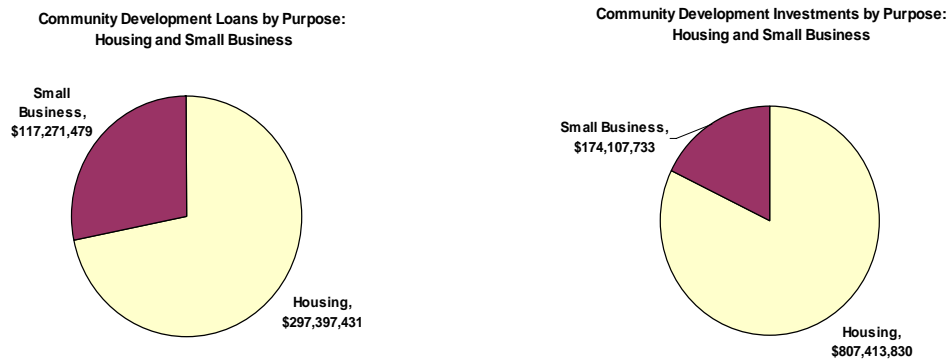 Community Development Loans by Purpose:
Housing and Small Business
Small
Business,
$117,271,479
Housing,
$297,397,431
Community Development Investments by Purpose:
Housing and Small Business
Small Business,
$174,107,733
Housing,
$807,413,830